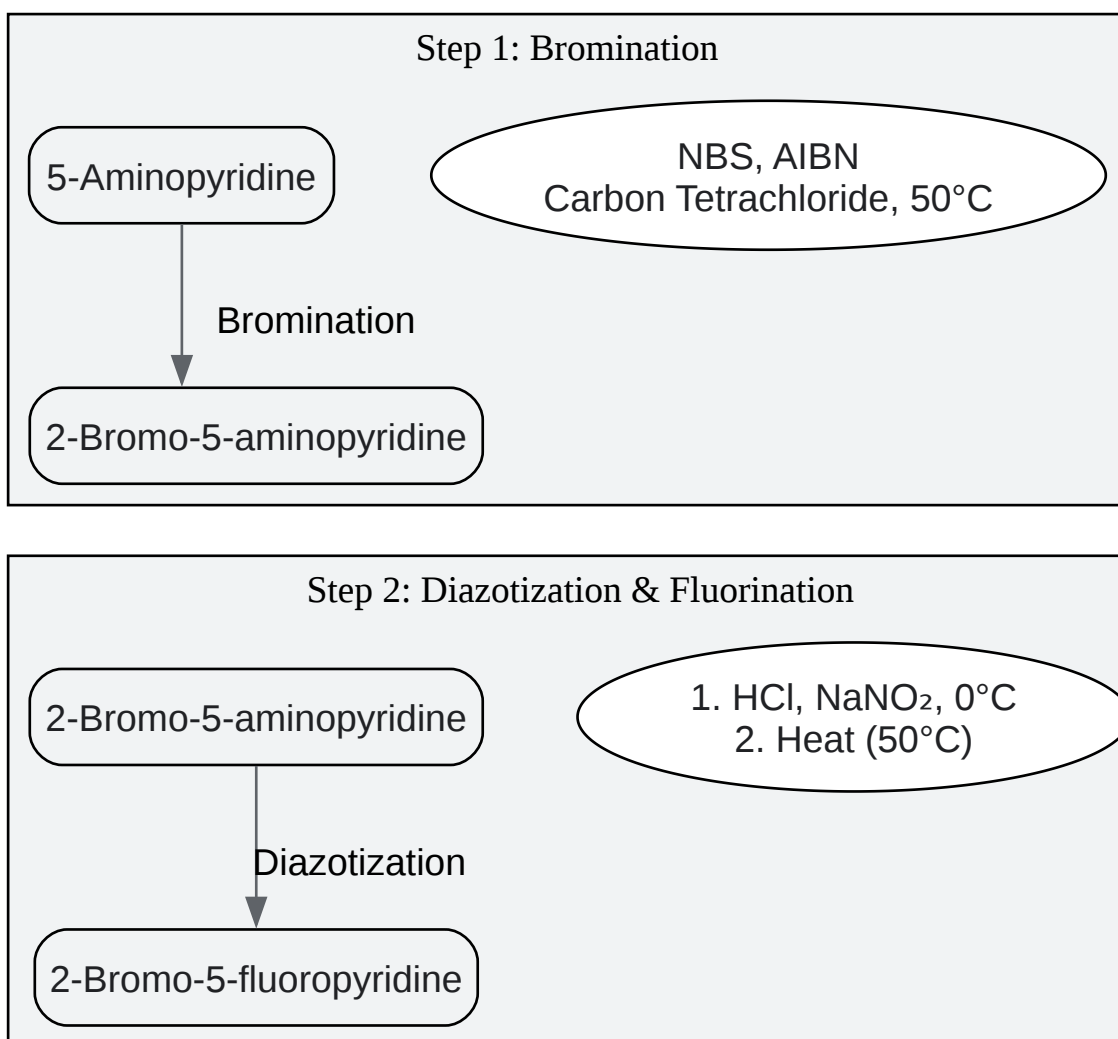 Step 1: Bromination
5-Aminopyridine
NBS, AIBN
Carbon Tetrachloride, 50°C
Bromination
2-Bromo-5-aminopyridine
Step 2: Diazotization & Fluorination
2-Bromo-5-aminopyridine
1. HCl, NaNO₂, 0°C
2. Heat (50°C)
Diazotization
2-Bromo-5-fluoropyridine